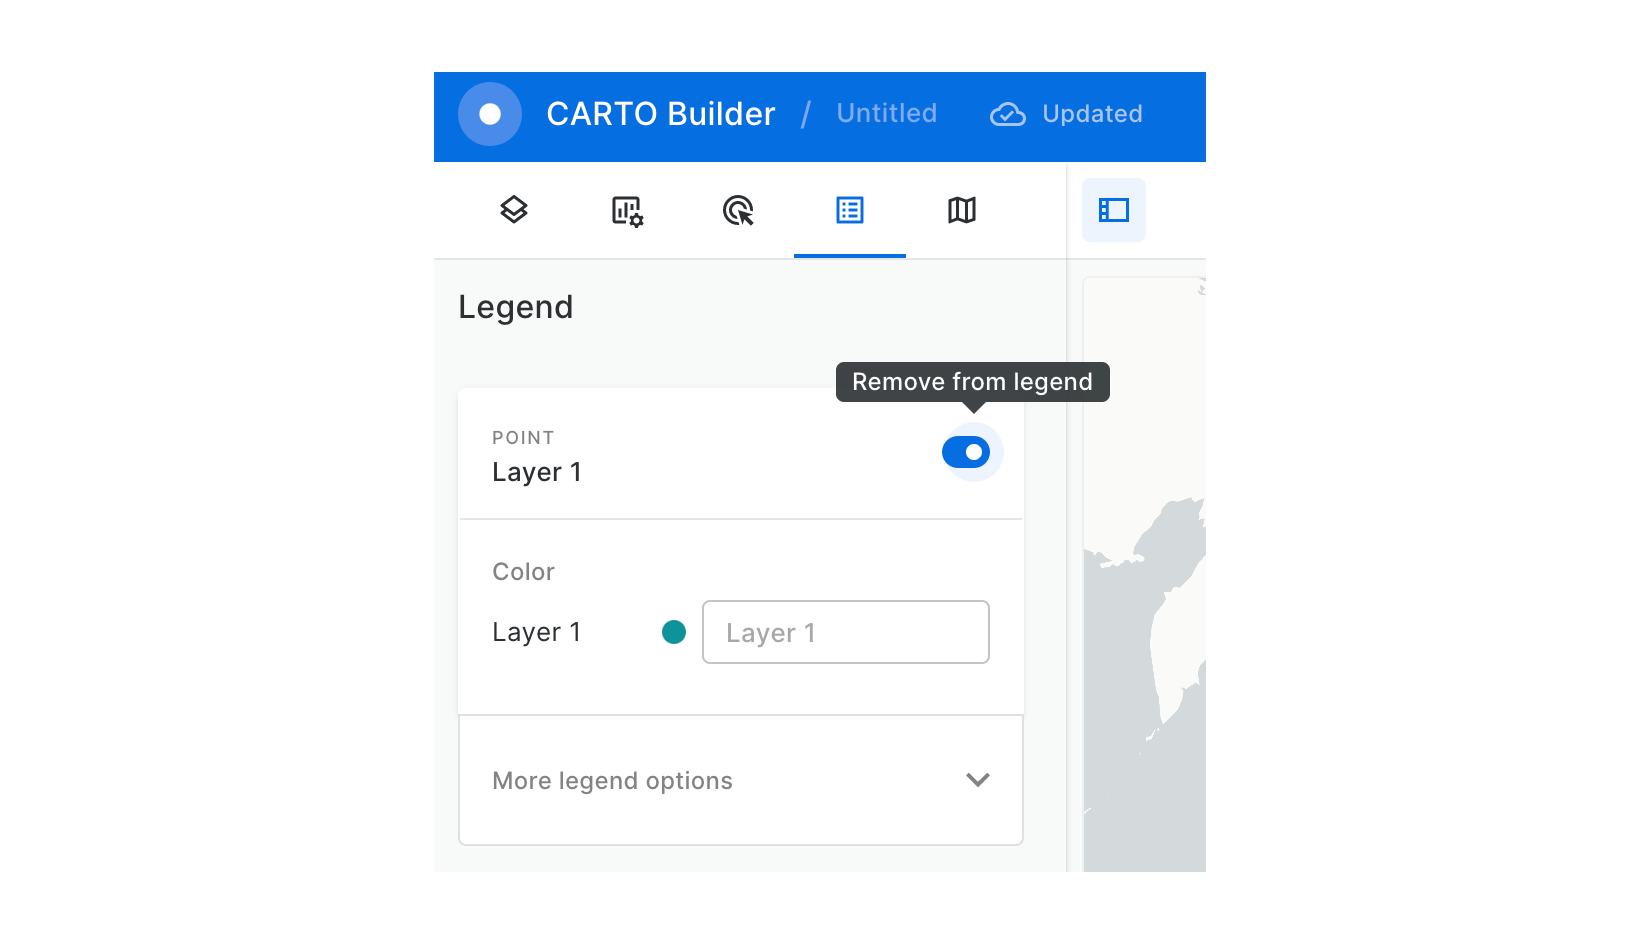 CARTO Builder / Untitled Updated
Legend
Remove from legend
POINT
Layer 1
Color
Layer 1 Layer 1
More legend options